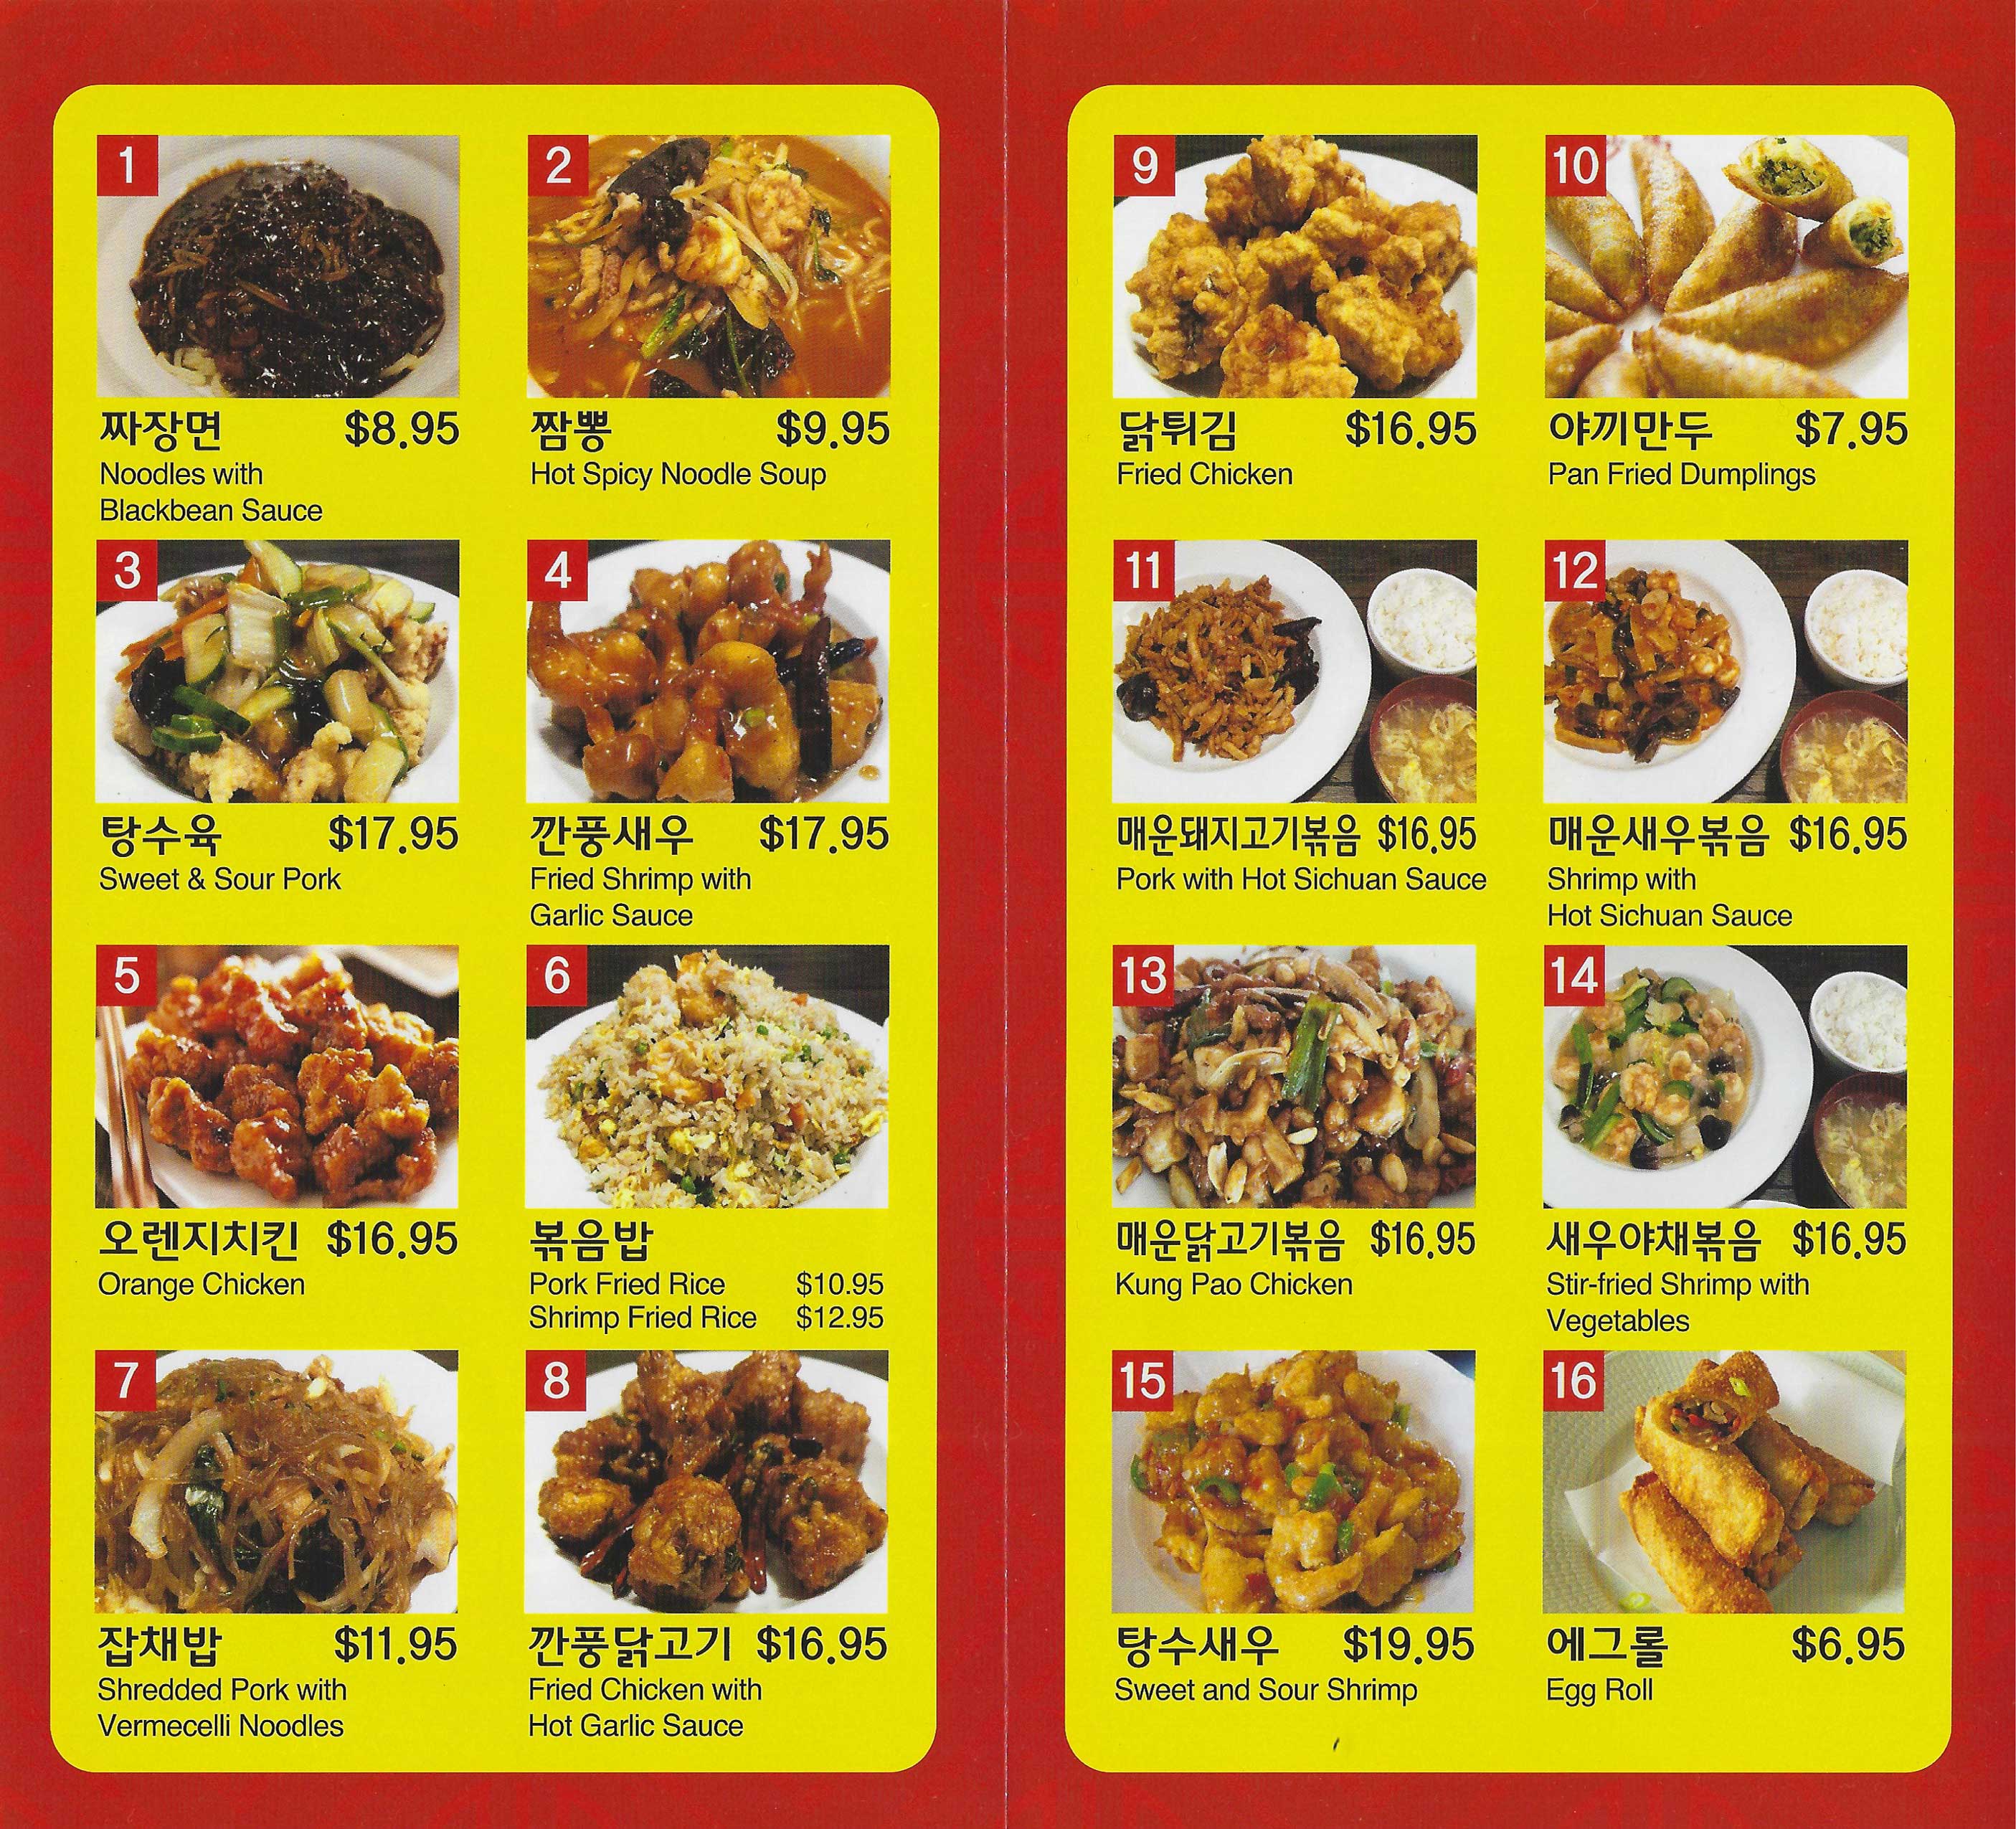 1
짜장면 $8.95
Noodles with
Blackbean Sauce
2
짬뽕 $9.95
Hot Spicy Noodle Soup
3
탕수육 $17.95
Sweet & Sour Pork
4
깐풍새우 $17.95
Fried Shrimp with
Garlic Sauce
5
오렌지치킨 $16.95
Orange Chicken
6
볶음밥
Pork Fried Rice $10.95
Shrimp Fried Rice $12.95
7
잡채밥 $11.95
Shredded Pork with
Vermecelli Noodles
8
깐풍닭고기 $16.95
Fried Chicken with
Hot Garlic Sauce
9
닭튀김 $16.95
Fried Chicken
10
야끼만두 $7.95
Pan Fried Dumplings
11
매운돼지고기볶음 $16.95
Pork with Hot Sichuan Sauce
12
매운새우볶음 $16.95
Shrimp with
Hot Sichuan Sauce
13
매운닭고기볶음 $16.95
Kung Pao Chicken
14
새우야채볶음 $16.95
Stir-fried Shrimp with
Vegetables
15
탕수새우 $19.95
Sweet and Sour Shrimp
16
에그롤 $6.95
Egg Roll